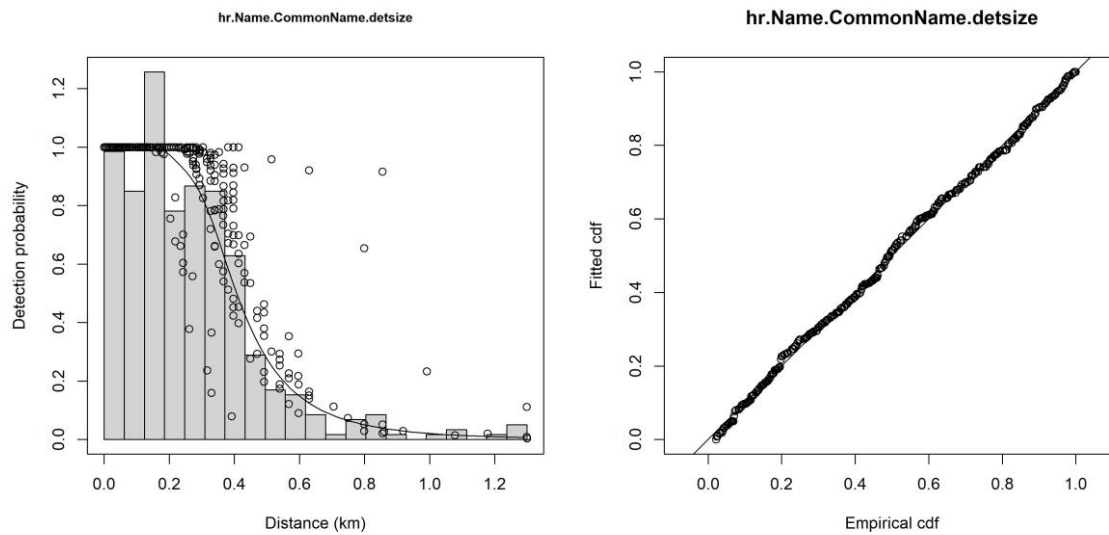 hr.Name.CommonName.detsize
Detection probability
0.0 0.2 0.4 0.6 0.8 1.0 1.2
0.0 0.2 0.4 0.6 0.8 1.0 1.2
Distance (km)
hr.Name.CommonName.detsize
Fitted cdf
0.0 0.2 0.4 0.6 0.8 1.0
0.0 0.2 0.4 0.6 0.8 1.0
Empirical cdf